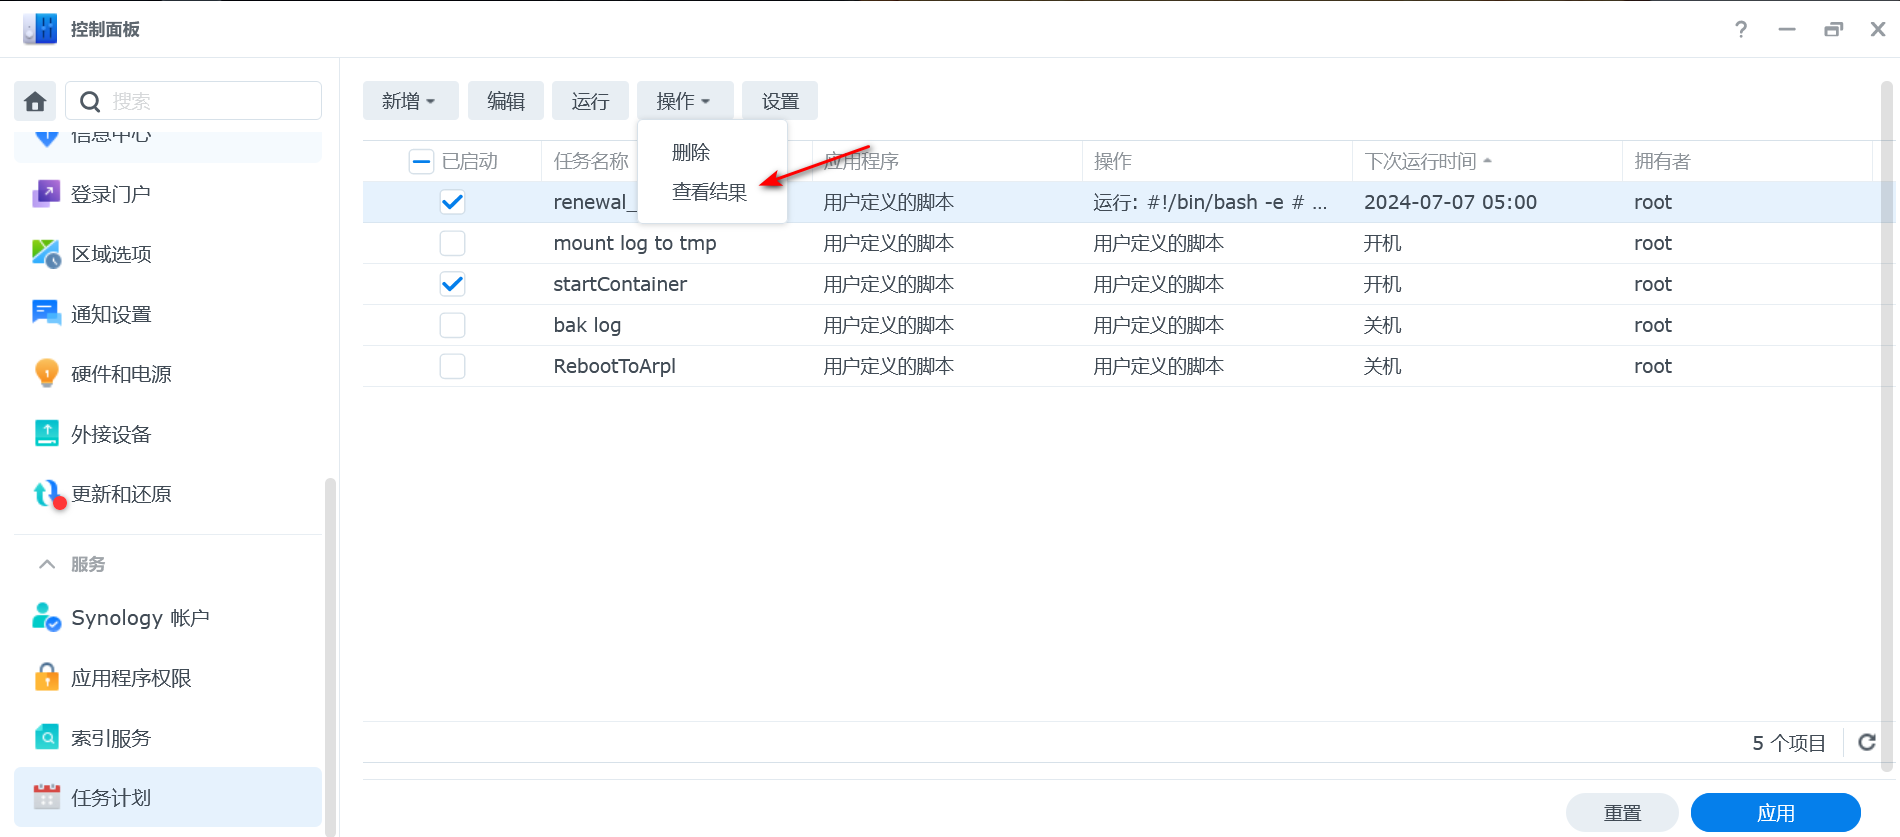 控制面板
搜索
信息中心
登录门户
区域选项
通知设置
硬件和电源
外接设备
更新和还原
服务
Synology 帐户
应用程序权限
索引服务
任务计划
新增 编辑 运行 操作 设置
删除
查看结果
已启动 任务名称 应用程序 操作 下次运行时间 拥有者
renewal_ 用户定义的脚本 运行: #!/bin/bash -e # ... 2024-07-07 05:00 root
mount log to tmp 用户定义的脚本 用户定义的脚本 开机 root
startContainer 用户定义的脚本 用户定义的脚本 开机 root
bak log 用户定义的脚本 用户定义的脚本 关机 root
RebootToArpl 用户定义的脚本 用户定义的脚本 关机 root
5 个项目
重置 应用